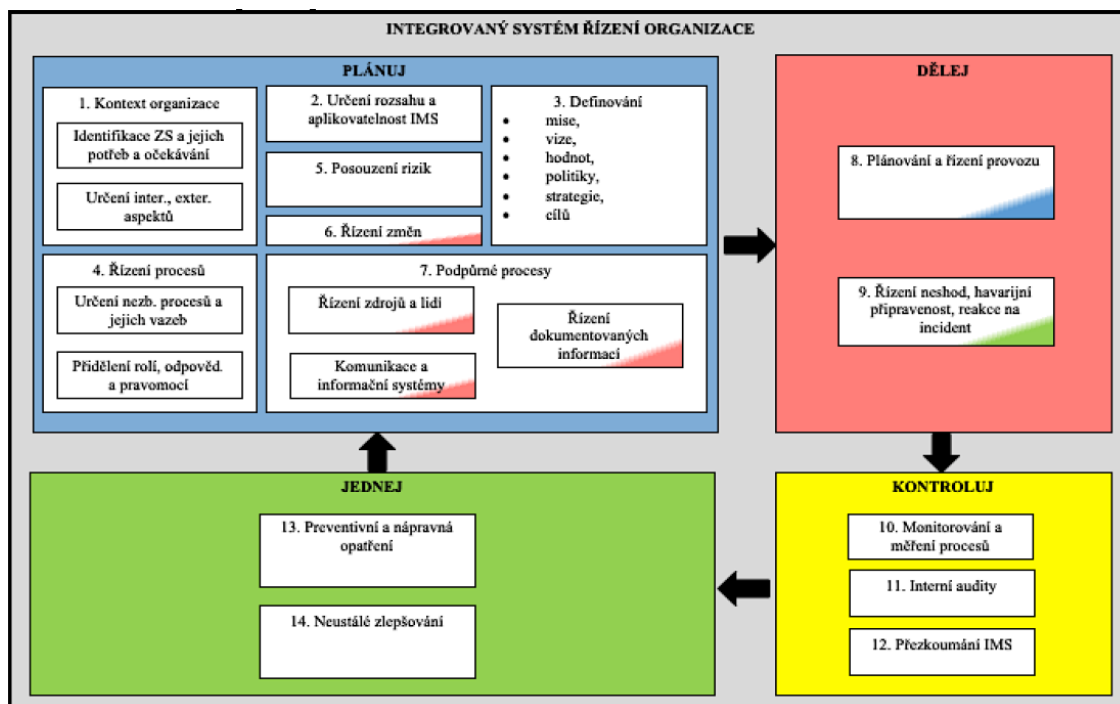 INTEGROVANÝ SYSTÉM ŘÍZENÍ ORGANIZACE
PLÁNUJ
1. Kontext organizace
Identifikace ZS a jejich
potřeb a očekávání
Určení inter., exter.
aspektů
2. Určení rozsahu a
aplikovatelnost IMS
5. Posouzení rizik
6. Řízení změn
3. Definování
• mise,
• vize,
• hodnot,
• politiky,
• strategie,
• cílů
4. Řízení procesů
Určení nezb. procesů a
jejich vazeb
Přidělení rolí, odpověd.
a pravomocí
7. Podpůrné procesy
Řízení zdrojů a lidí
Komunikace a
informační systémy
Řízení
dokumentovaných
informací
DĚLEJ
8. Plánování a řízení provozu
9. Řízení neshod, havarijní
připravenost, reakce na
incident
KONTROLUJ
10. Monitorování a
měření procesů
11. Interní audity
12. Přezkoumání IMS
JEDNEJ
13. Preventivní a nápravná
opatření
14. Neustálé zlepšování